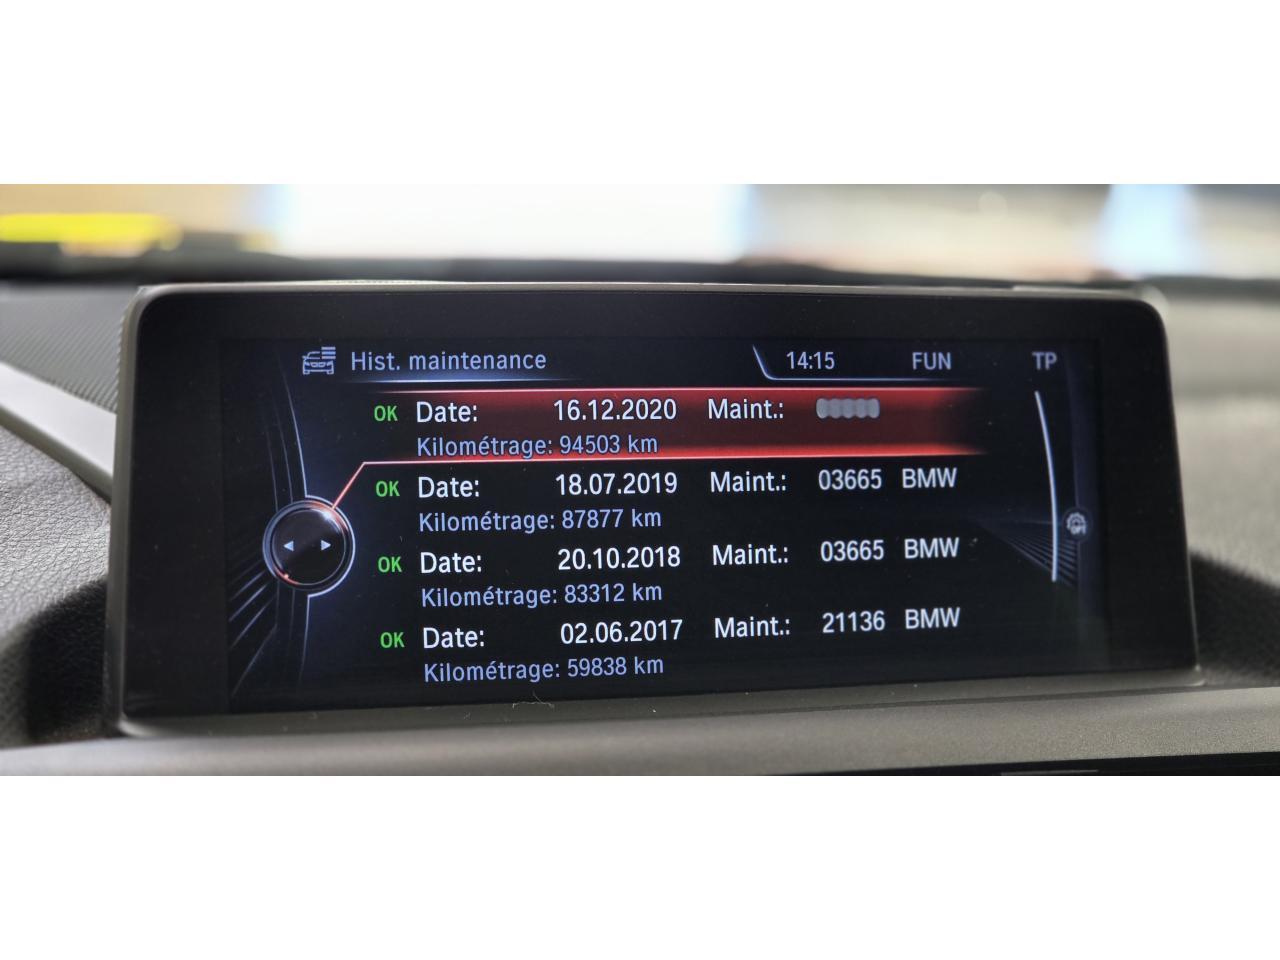 Hist. maintenance 14:15 FUN TP
OK Date: 16.12.2020 Maint.:
Kilométrage: 94503 km
OK Date: 18.07.2019 Maint.: 03665 BMW
Kilométrage: 87877 km
OK Date: 20.10.2018 Maint.: 03665 BMW
Kilométrage: 83312 km
OK Date: 02.06.2017 Maint.: 21136 BMW
Kilométrage: 59838 km